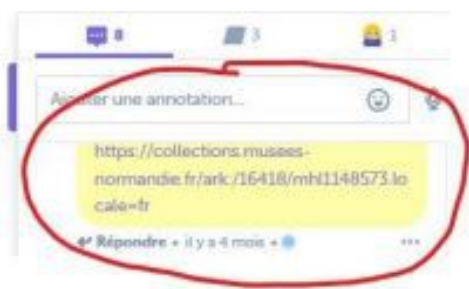 8 3 1
Ajouter une annotation...
https://collections.musees-
normandie.fr/ark:/16418/mhl1148573.lo
cale=fr
Répondre • il y a 4 mois •
...